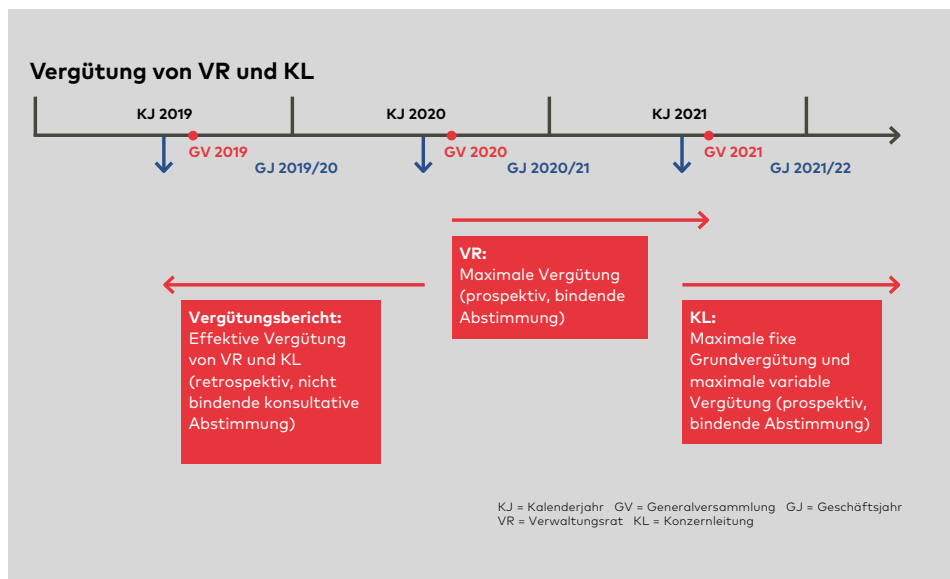 Vergütung von VR und KL
KJ 2019
KJ 2020
KJ 2021
GV 2019
GV 2020
GV 2021
GJ 2019/20
GJ 2020/21
GJ 2021/22
VR:
Maximale Vergütung
(prospektiv, bindende
Abstimmung)
Vergütungsbericht:
Effektive Vergütung
von VR und KL
(retrospektiv, nicht
bindende konsultative
Abstimmung)
KL:
Maximale fixe
Grundvergütung und
maximale variable
Vergütung (prospektiv,
bindende Abstimmung)
KJ = Kalenderjahr GV = Generalversammlung GJ = Geschäftsjahr
VR = Verwaltungsrat KL = Konzernleitung